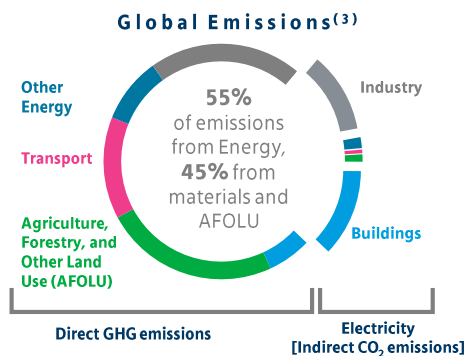 Global Emissions(3)
Other
Energy
Transport
Agriculture,
Forestry, and
Other Land
Use (AFOLU)
55%
of emissions
from Energy,
45% from
materials and
AFOLU
Industry
Buildings
Direct GHG emissions
Electricity
[Indirect CO₂ emissions]